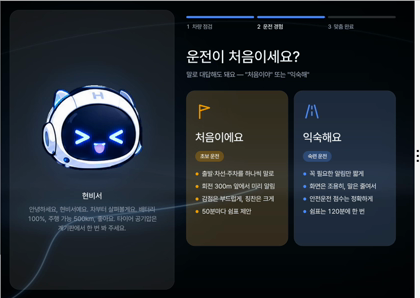 H
현비서
안녕하세요, 현비서예요. 차부터 살펴볼게요. 배터리
100%, 주행 가능 500km, 좋아요. 타이어 공기압은
계기판에서 한 번 봐 주세요.
1 차량 점검
2 운전 경험
3 맞춤 완료
운전이 처음이세요?
말로 대답해도 돼요 — "처음이야" 또는 "익숙해"
처음이에요
초보 운전
출발·차선·주차를 하나씩 말로
회전 300m 앞에서 미리 알림
감점은 부드럽게, 칭찬은 크게
50분마다 쉼표 제안
익숙해요
숙련 운전
꼭 필요한 알림만 짧게
화면은 조용히, 말은 줄여서
안전운전 점수는 정확하게
쉼표는 120분에 한 번